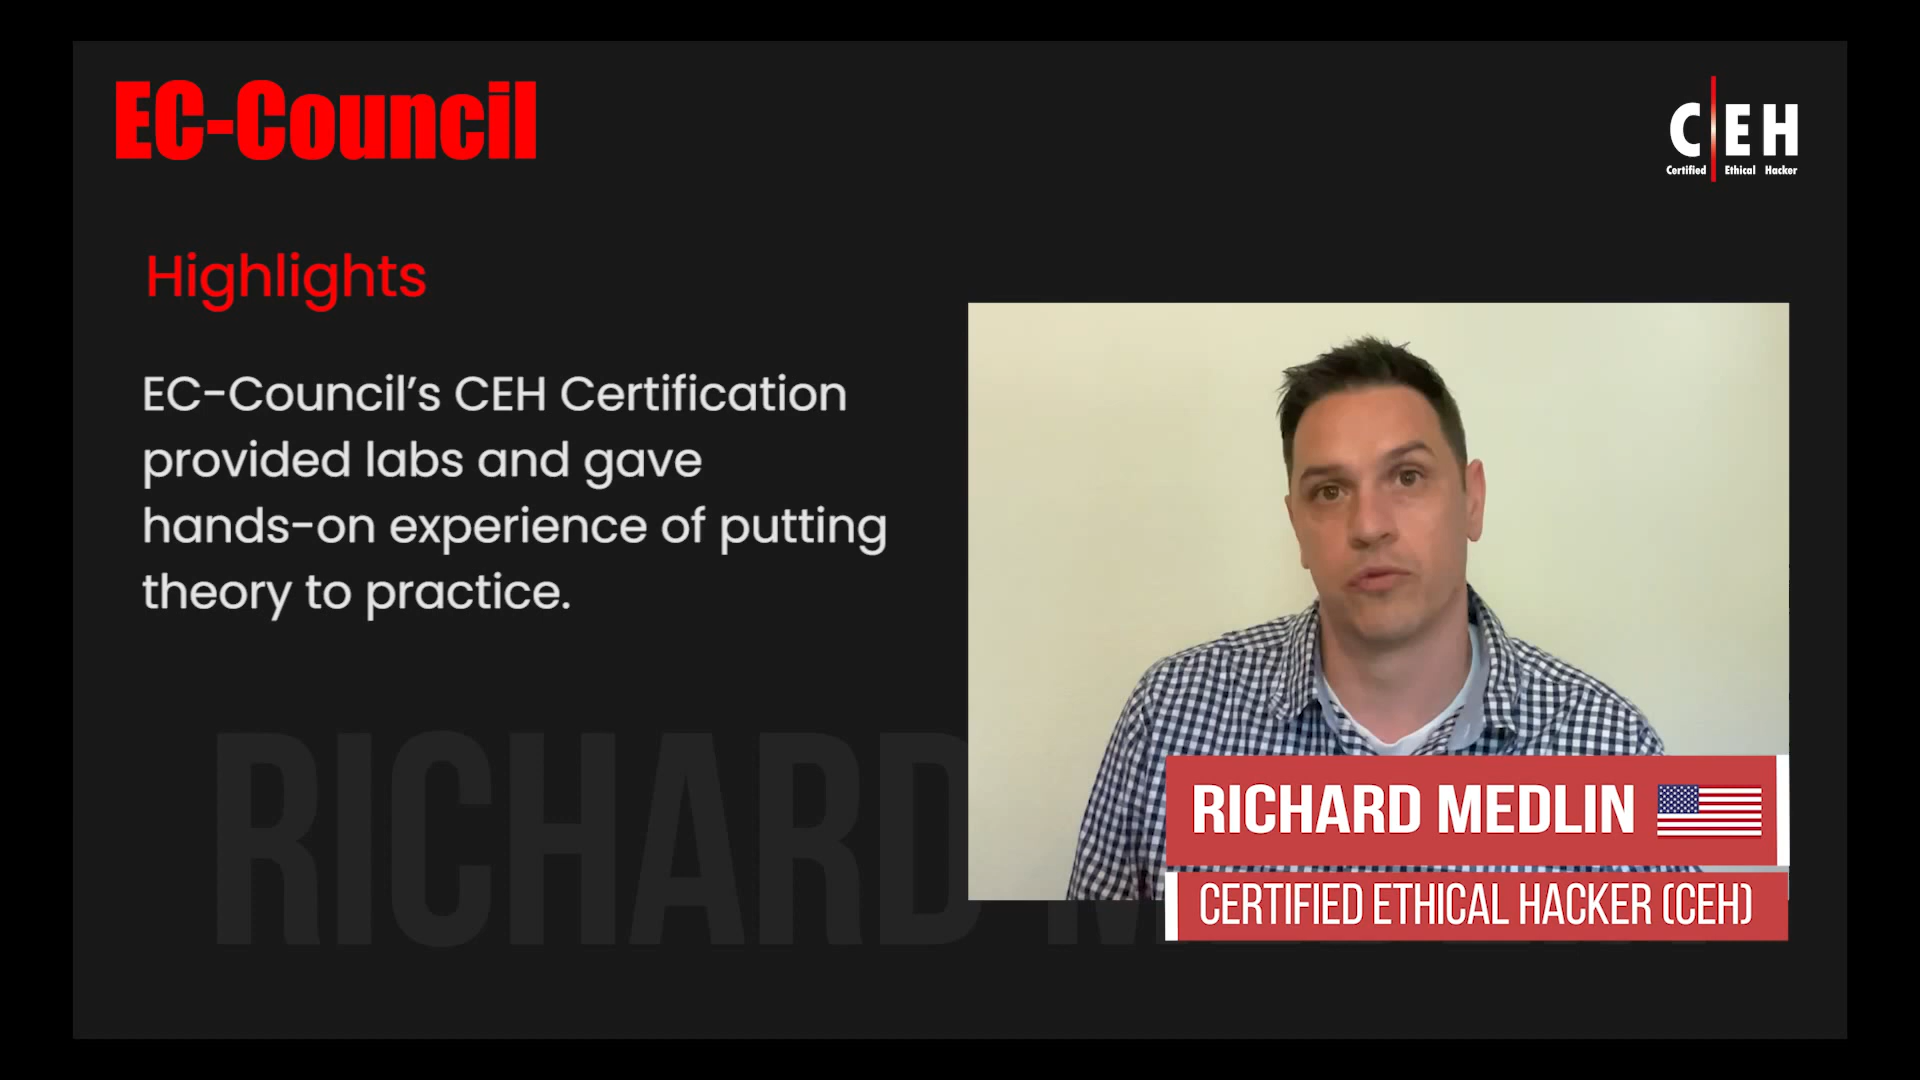 EC-Council
C|EH
Certified Ethical Hacker
Highlights
EC-Council’s CEH Certification
provided labs and gave
hands-on experience of putting
theory to practice.
RICHARD
RICHARD MEDLIN
CERTIFIED ETHICAL HACKER (CEH)